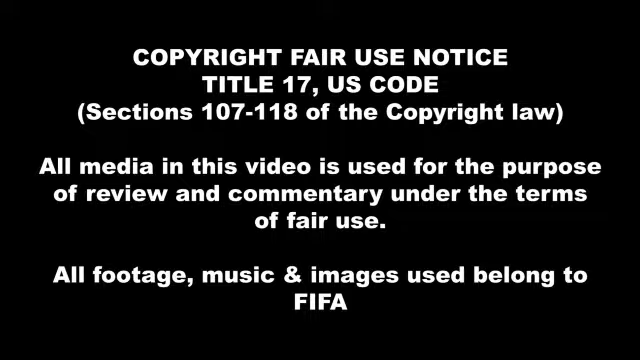 COPYRIGHT FAIR USE NOTICE
TITLE 17, US CODE
(Sections 107-118 of the Copyright law)
All media in this video is used for the purpose
of review and commentary under the terms
of fair use.
All footage, music & images used belong to
FIFA